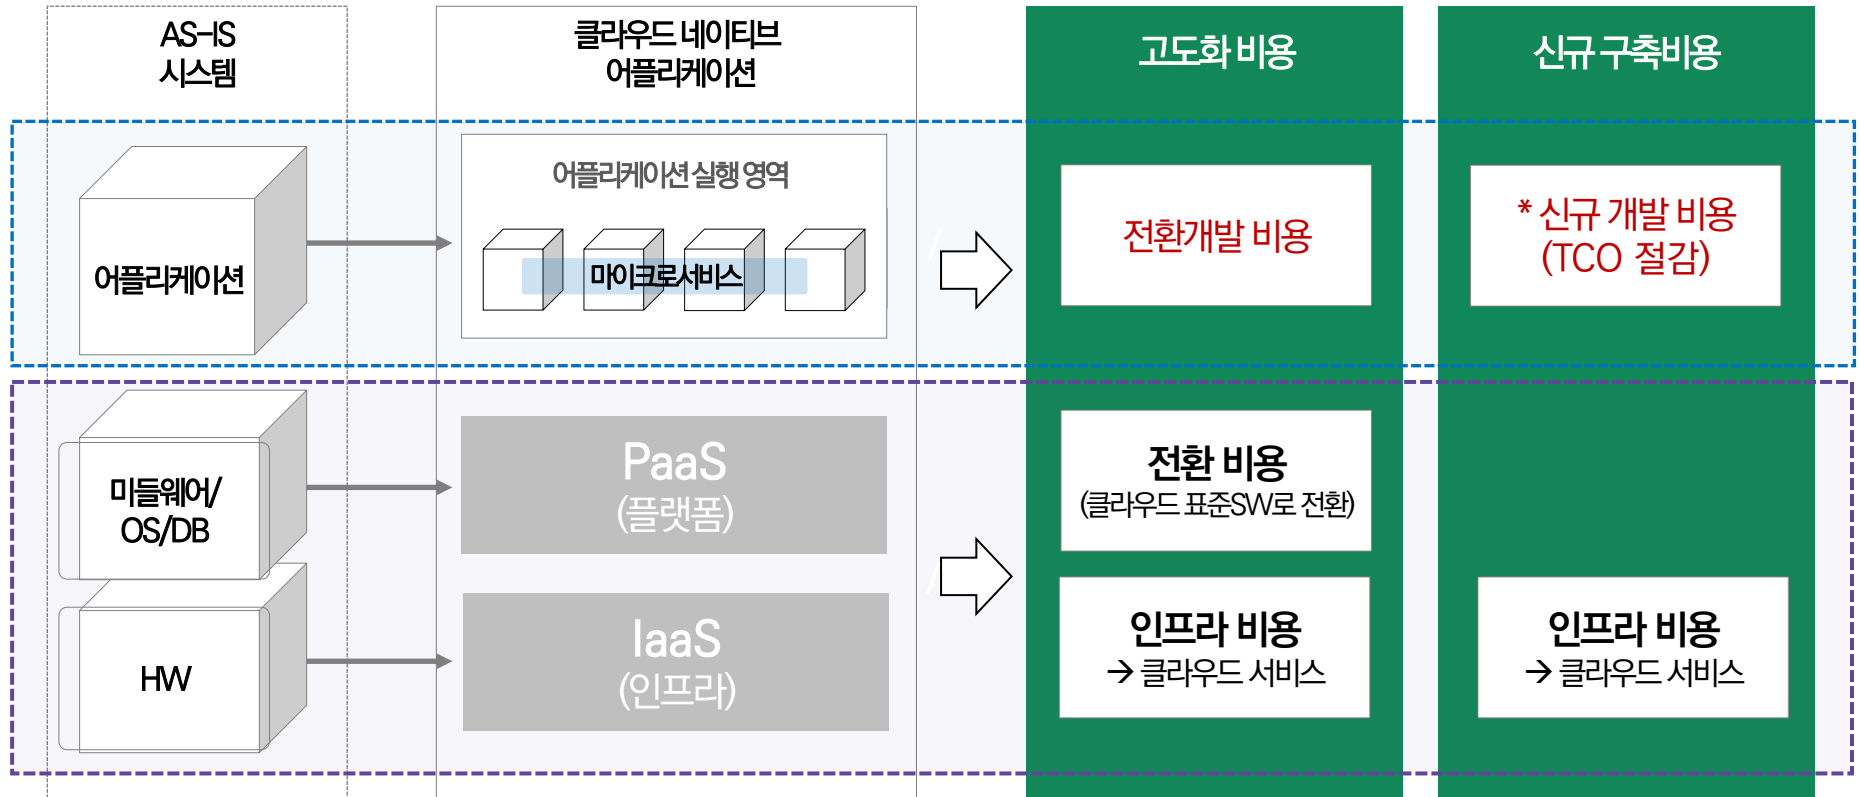 AS-IS
시스템
클라우드 네이티브
어플리케이션
고도화 비용
신규 구축비용
어플리케이션
어플리케이션 실행 영역
마이크로서비스
전환개발 비용
* 신규 개발 비용
(TCO 절감)
미들웨어/
OS/DB
PaaS
(플랫폼)
전환 비용
(클라우드 표준SW로 전환)
HW
IaaS
(인프라)
인프라 비용
→ 클라우드 서비스
인프라 비용
→ 클라우드 서비스